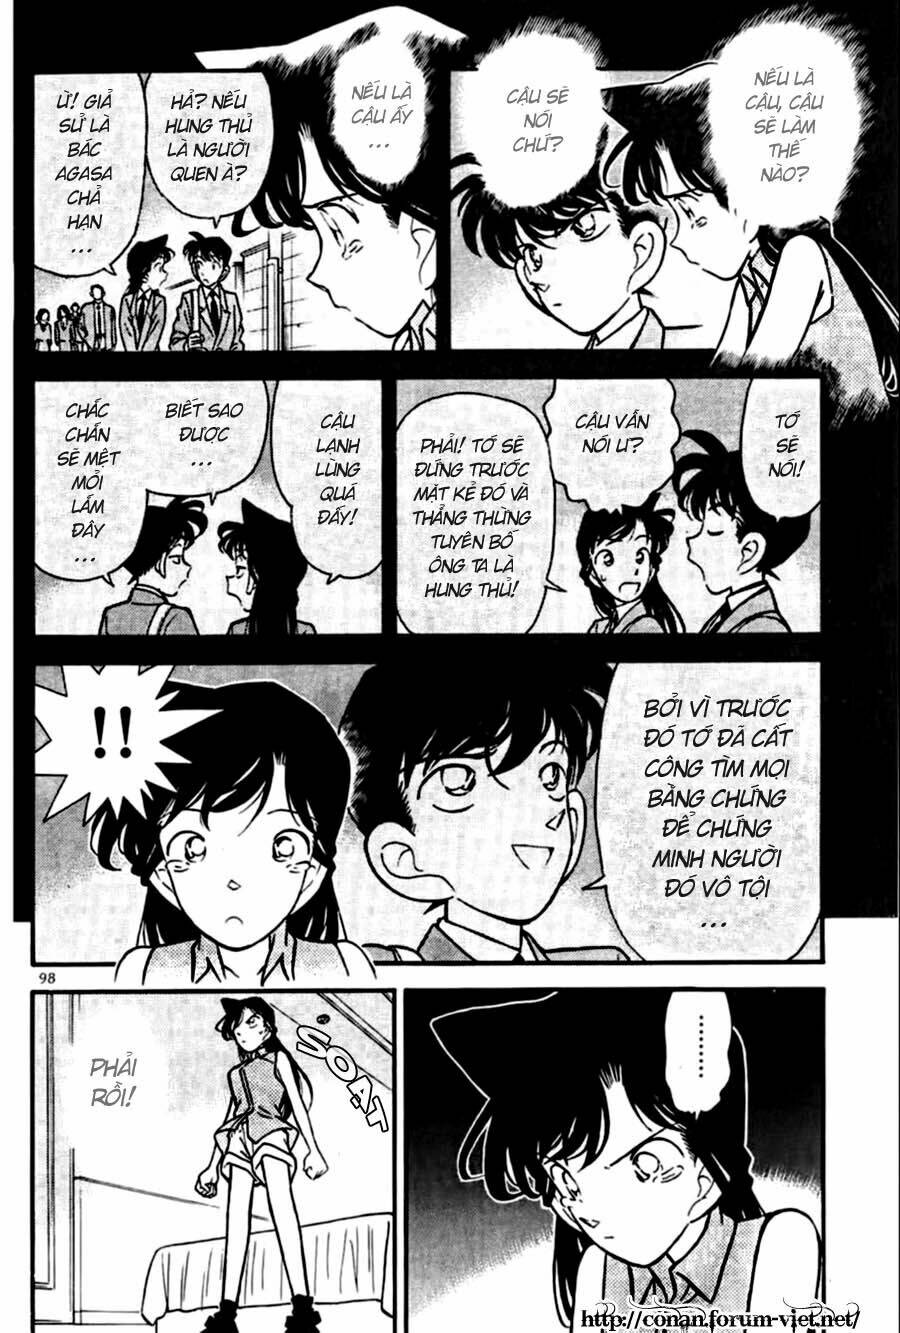 NẾU LÀ
CẬU, CẬU
SẼ LÀM
THẾ
NÀO?
CẬU SẼ
NÓI
CHỨ?
NẾU LÀ
CẬU ẤY
...
HẢ? NẾU
HUNG THỦ
LÀ NGƯỜI
QUEN À?
Ừ! GIẢ
SỬ LÀ
BÁC
AGASA
CHẢ
HẠN
...
TỚ
SẼ
NÓI!
CẬU VẪN
NÓI Ư?
PHẢI! TỚ SẼ
ĐỨNG TRƯỚC
MẶT KẺ ĐÓ VÀ
THẲNG THỪNG
TUYÊN BỐ
ÔNG TA LÀ
HUNG THỦ!
CẬU
LẠNH
LÙNG
QUÁ
ĐẤY!
BIẾT SAO
ĐƯỢC
...
CHẮC
CHẮN
SẼ MỆT
MỎI
LẮM
ĐÂY
...
BỞI VÌ TRƯỚC
ĐÓ TỚ ĐÃ CẤT
CÔNG TÌM MỌI
BẰNG CHỨNG
ĐỂ CHỨNG
MINH NGƯỜI
ĐÓ VÔ TỘI
...
!!
98
........
SOẠT
PHẢI
RỒI!
http://conan.forum-viet.net/